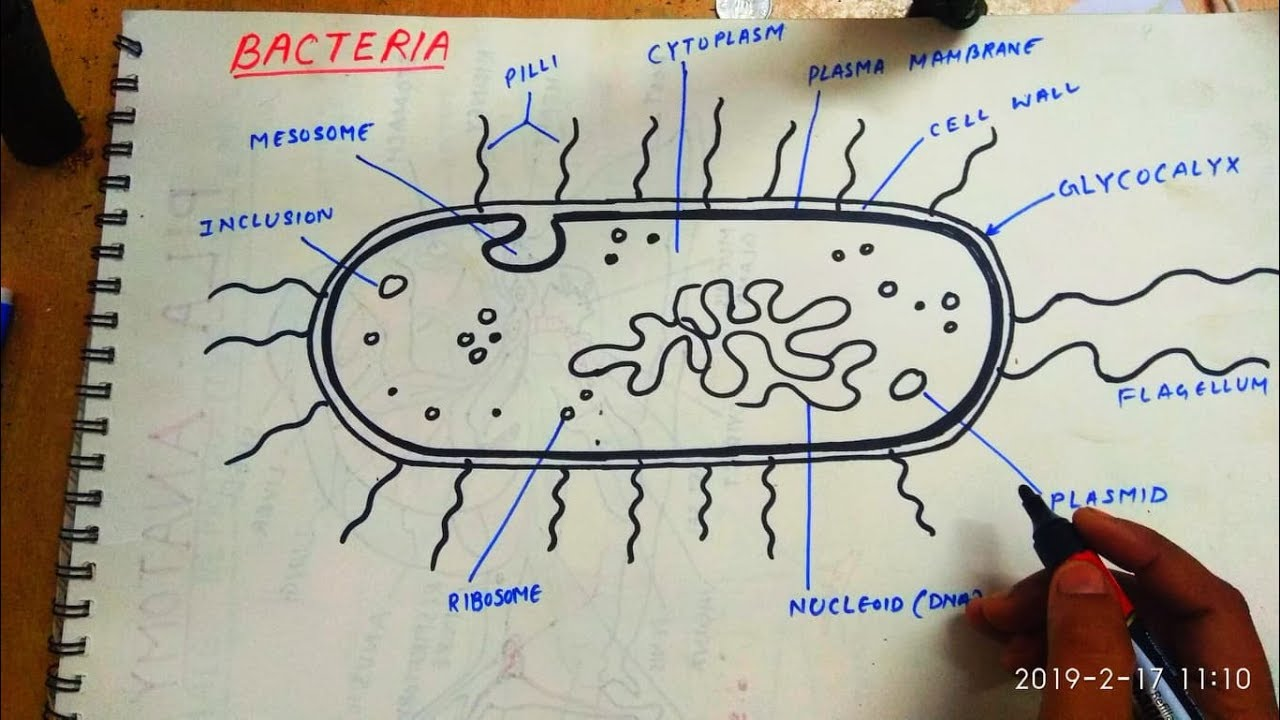 BACTERIA
PILLI
CYTOPLASM
PLASMA MAMBRANE
MESOSOME
CELL WALL
GLYCOCALYX
INCLUSION
FLAGELLUM
PLASMID
RIBOSOME
NUCLEOID (DNA)
2019-2-17 11:10